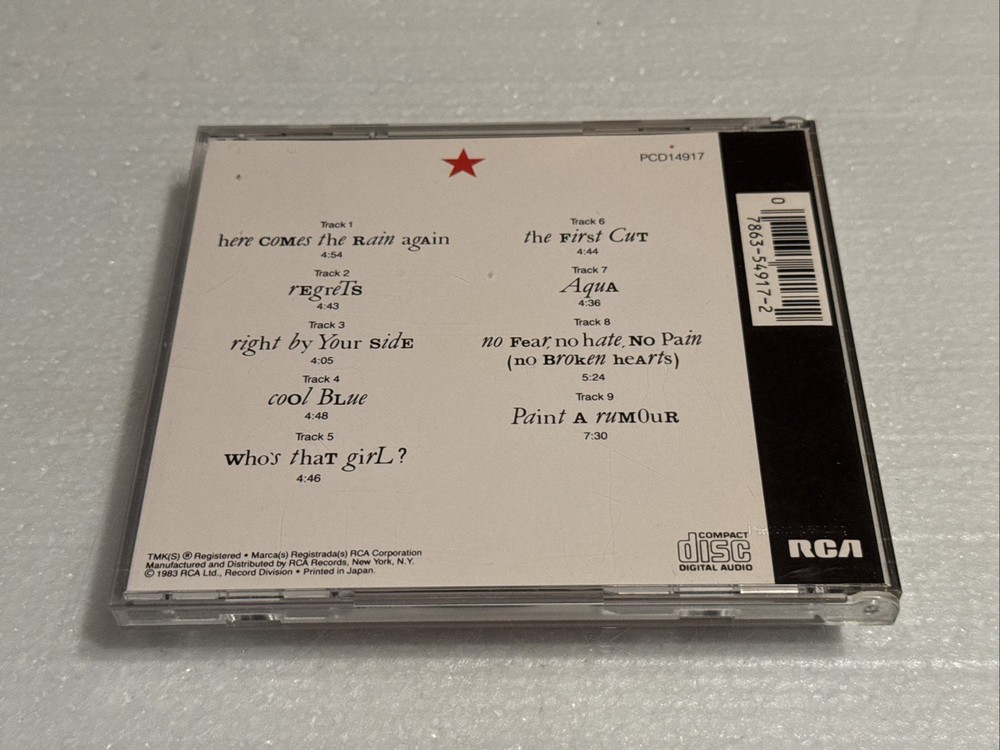 PCD14917
Track 1
here coMes the Rain agAin
4:54
Track 2
rEgreTs
4:43
Track 3
right by Your sidE
4:05
Track 4
coOl BLue
4:48
Track 5
Who's thaT girL?
4:46
Track 6
the First CuT
4:44
Track 7
AquA
4:36
Track 8
no Fear, no hate, No Pain
(no BroKen heArts)
5:24
Track 9
Paint A ruMOuR
7:30
TMK(S) ® Registered • Marca(s) Registrada(s) RCA Corporation
Manufactured and Distributed by RCA Records, New York, N.Y.
© 1983 RCA Ltd., Record Division • Printed in Japan.
COMPACT
disc
DIGITAL AUDIO
0
7863-54917-2
RCA